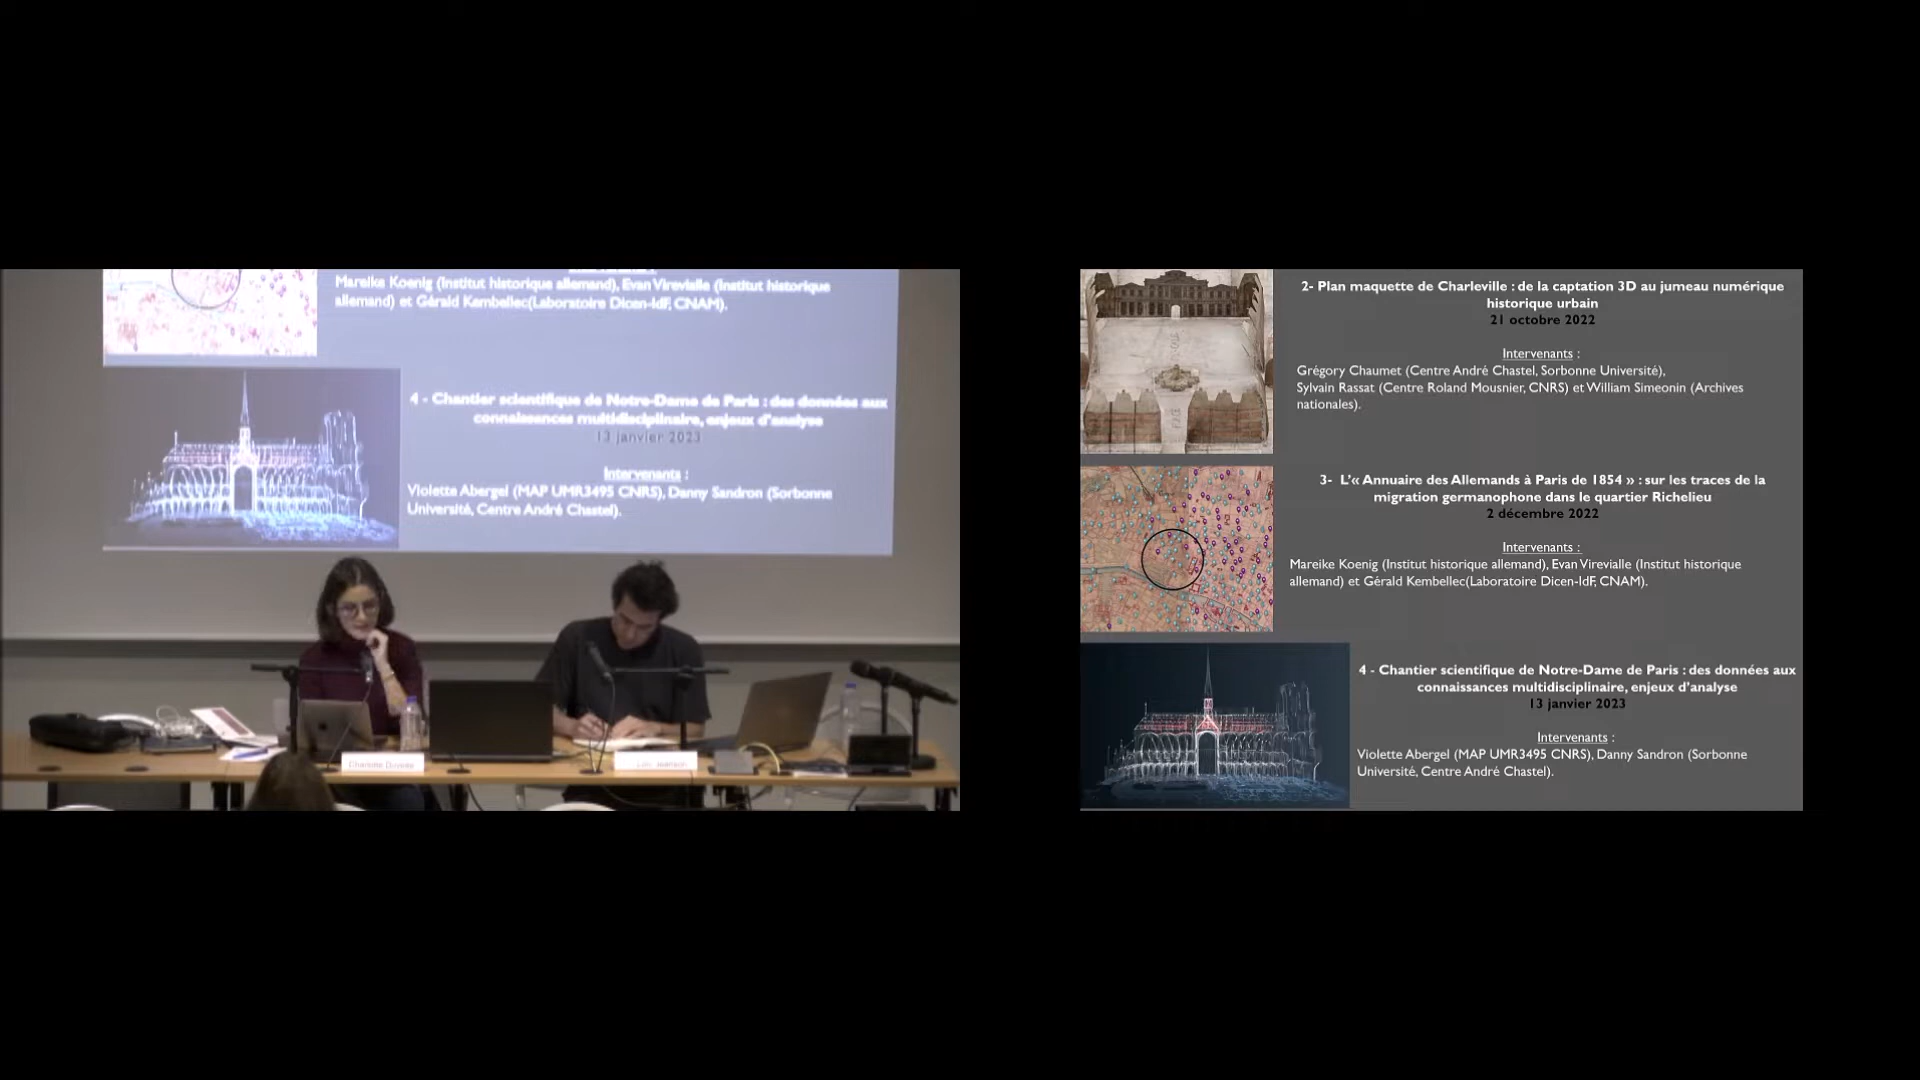 Mareike Koenig (Institut historique allemand), Evan Virevialle (Institut historique
allemand) et Gérald Kembellec(Laboratoire Dicen-IdF, CNAM).
4 - Chantier scientifique de Notre-Dame de Paris : des données aux
connaissances multidisciplinaire, enjeux d'analyse
13 janvier 2023
Intervenants :
Violette Abergel (MAP UMR3495 CNRS), Danny Sandron (Sorbonne
Université, Centre André Chastel).
2- Plan maquette de Charleville : de la captation 3D au jumeau numérique
historique urbain
21 octobre 2022
Intervenants :
Grégory Chaumet (Centre André Chastel, Sorbonne Université),
Sylvain Rassat (Centre Roland Mousnier, CNRS) et William Simeonin (Archives
nationales).
3- L'« Annuaire des Allemands à Paris de 1854 » : sur les traces de la
migration germanophone dans le quartier Richelieu
2 décembre 2022
Intervenants :
Mareike Koenig (Institut historique allemand), Evan Virevialle (Institut historique
allemand) et Gérald Kembellec(Laboratoire Dicen-IdF, CNAM).
4 - Chantier scientifique de Notre-Dame de Paris : des données aux
connaissances multidisciplinaire, enjeux d'analyse
13 janvier 2023
Intervenants :
Violette Abergel (MAP UMR3495 CNRS), Danny Sandron (Sorbonne
Université, Centre André Chastel).